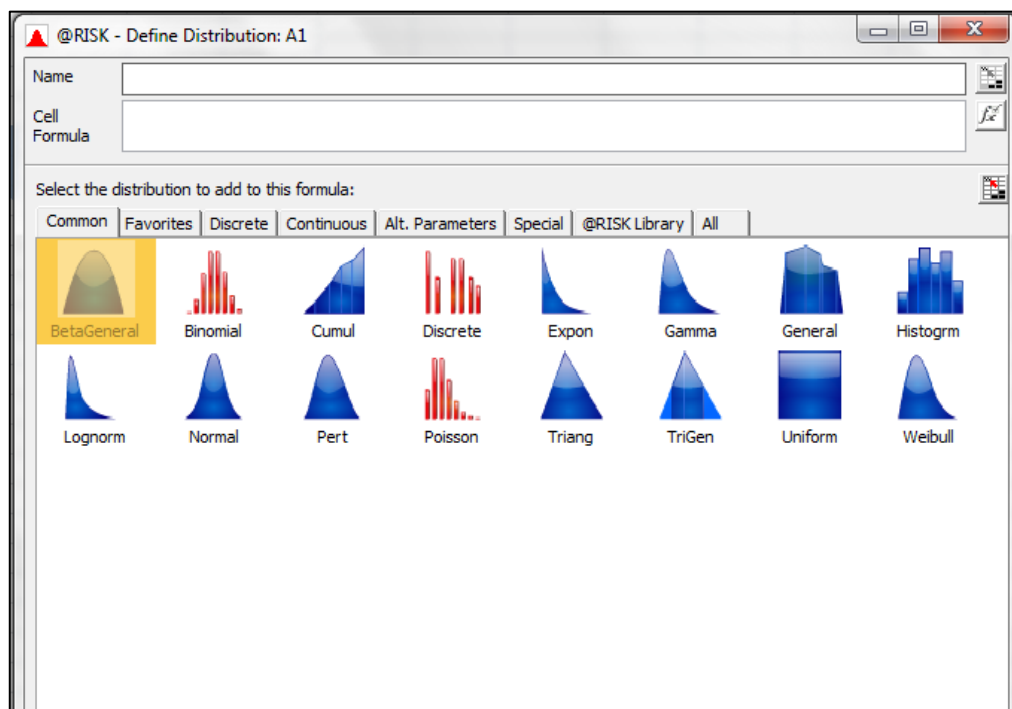 @RISK - Define Distribution: A1
Name
Cell
Formula
Select the distribution to add to this formula:
Common Favorites Discrete Continuous Alt. Parameters Special @RISK Library All
BetaGeneral Binomial Cumul Discrete Expon Gamma General Histogrm
Lognorm Normal Pert Poisson Triang TriGen Uniform Weibull